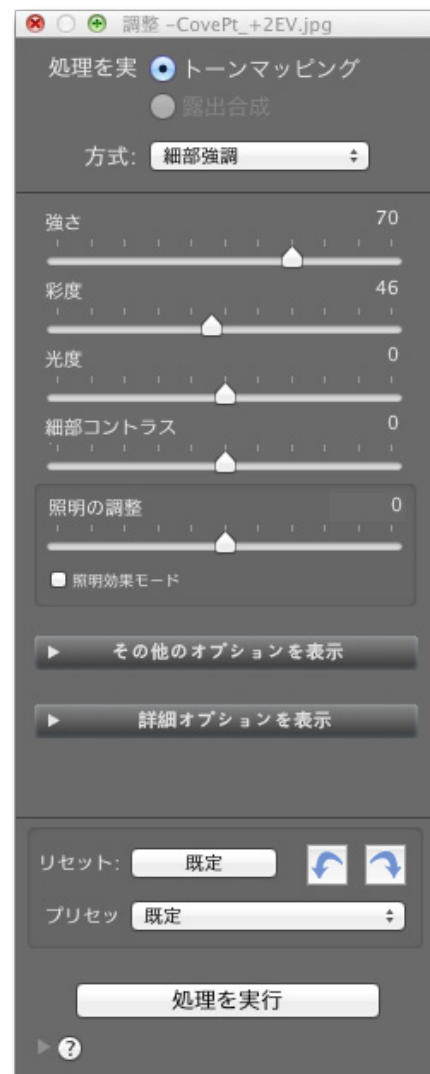 調整 –CovePt_+2EV.jpg
処理を実 トーンマッピング
露出合成
方式: 細部強調
強さ 70
彩度 46
光度 0
細部コントラス 0
照明の調整 0
照明効果モード
その他のオプションを表示
詳細オプションを表示
リセット: 既定
プリセッ 既定
処理を実行
?